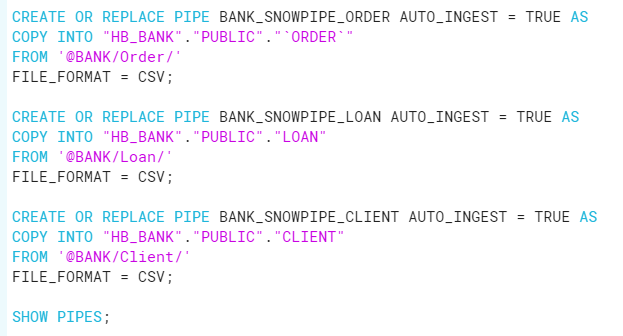 CREATE OR REPLACE PIPE BANK_SNOWPIPE_ORDER AUTO_INGEST = TRUE AS
COPY INTO "HB_BANK"."PUBLIC"."`ORDER`"
FROM '@BANK/Order/'
FILE_FORMAT = CSV;
CREATE OR REPLACE PIPE BANK_SNOWPIPE_LOAN AUTO_INGEST = TRUE AS
COPY INTO "HB_BANK"."PUBLIC"."LOAN"
FROM '@BANK/Loan/'
FILE_FORMAT = CSV;
CREATE OR REPLACE PIPE BANK_SNOWPIPE_CLIENT AUTO_INGEST = TRUE AS
COPY INTO "HB_BANK"."PUBLIC"."CLIENT"
FROM '@BANK/Client/'
FILE_FORMAT = CSV;
SHOW PIPES;